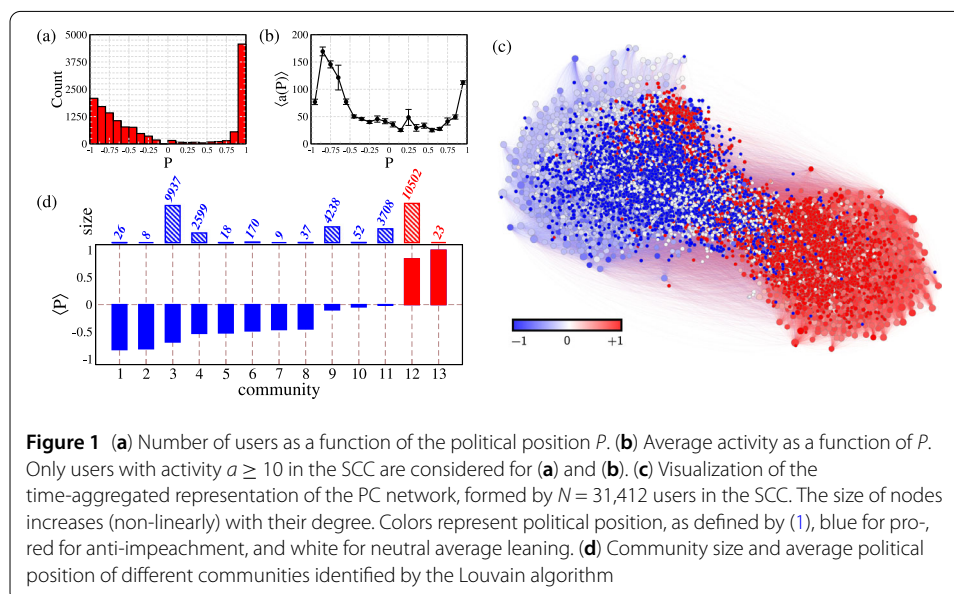 (a)
5000
3750
2500
1250
0
Count
-1 -0.75 -0.5 -0.25 0 0.25 0.5 0.75 1
P
(b)
200
150
100
50
0
⟨a(P)⟩
-1 -0.75 -0.5 -0.25 0 0.25 0.5 0.75 1
P
(c)
−1 0 +1
(d)
size
26 8 9937 2599 18 170 9 37 4238 52 3708 10502 23
1
0.5
0
-0.5
-1
⟨P⟩
1 2 3 4 5 6 7 8 9 10 11 12 13
community
Figure 1 (a) Number of users as a function of the political position P. (b) Average activity as a function of P.
Only users with activity a ≥ 10 in the SCC are considered for (a) and (b). (c) Visualization of the
time-aggregated representation of the PC network, formed by N = 31,412 users in the SCC. The size of nodes
increases (non-linearly) with their degree. Colors represent political position, as defined by (1), blue for pro-,
red for anti-impeachment, and white for neutral average leaning. (d) Community size and average political
position of different communities identified by the Louvain algorithm